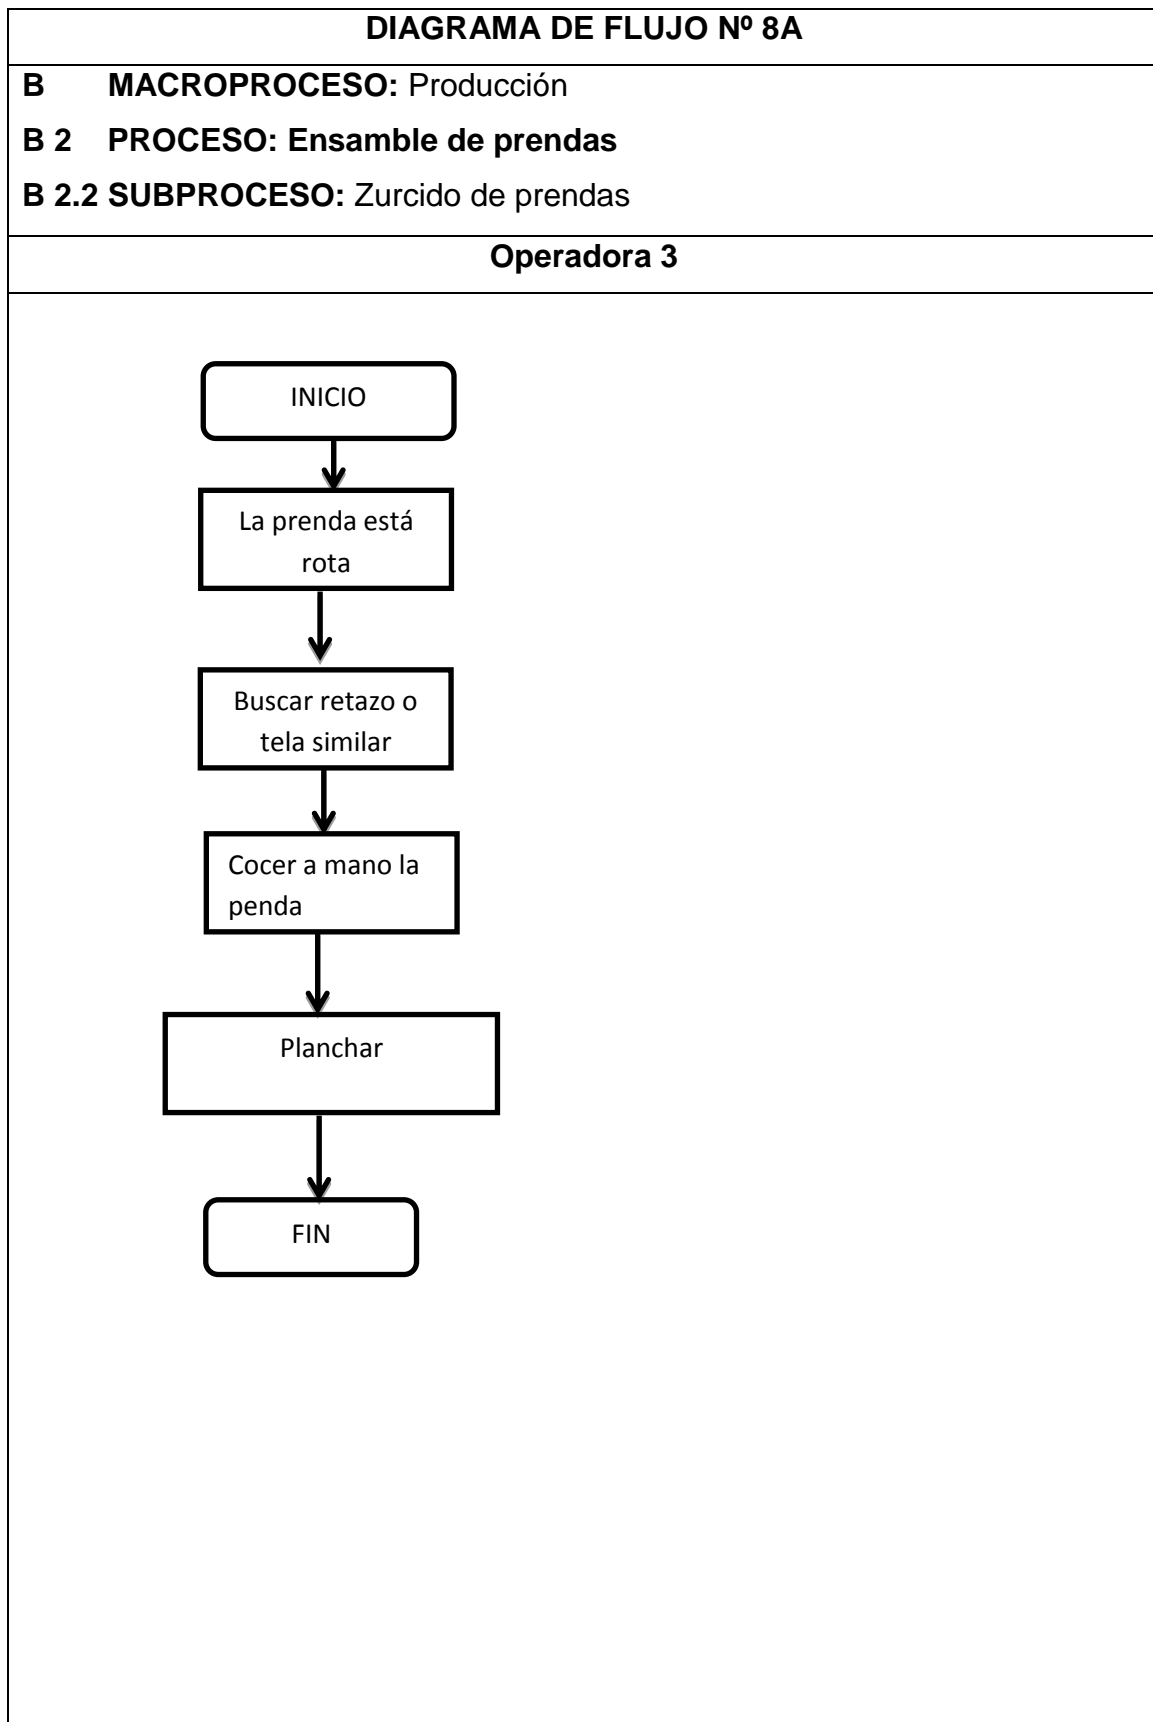 DIAGRAMA DE FLUJO Nº 8A
B MACROPROCESO: Producción
B 2 PROCESO: Ensamble de prendas
B 2.2 SUBPROCESO: Zurcido de prendas
Operadora 3
INICIO
La prenda está
rota
Buscar retazo o
tela similar
Cocer a mano la
penda
Planchar
FIN